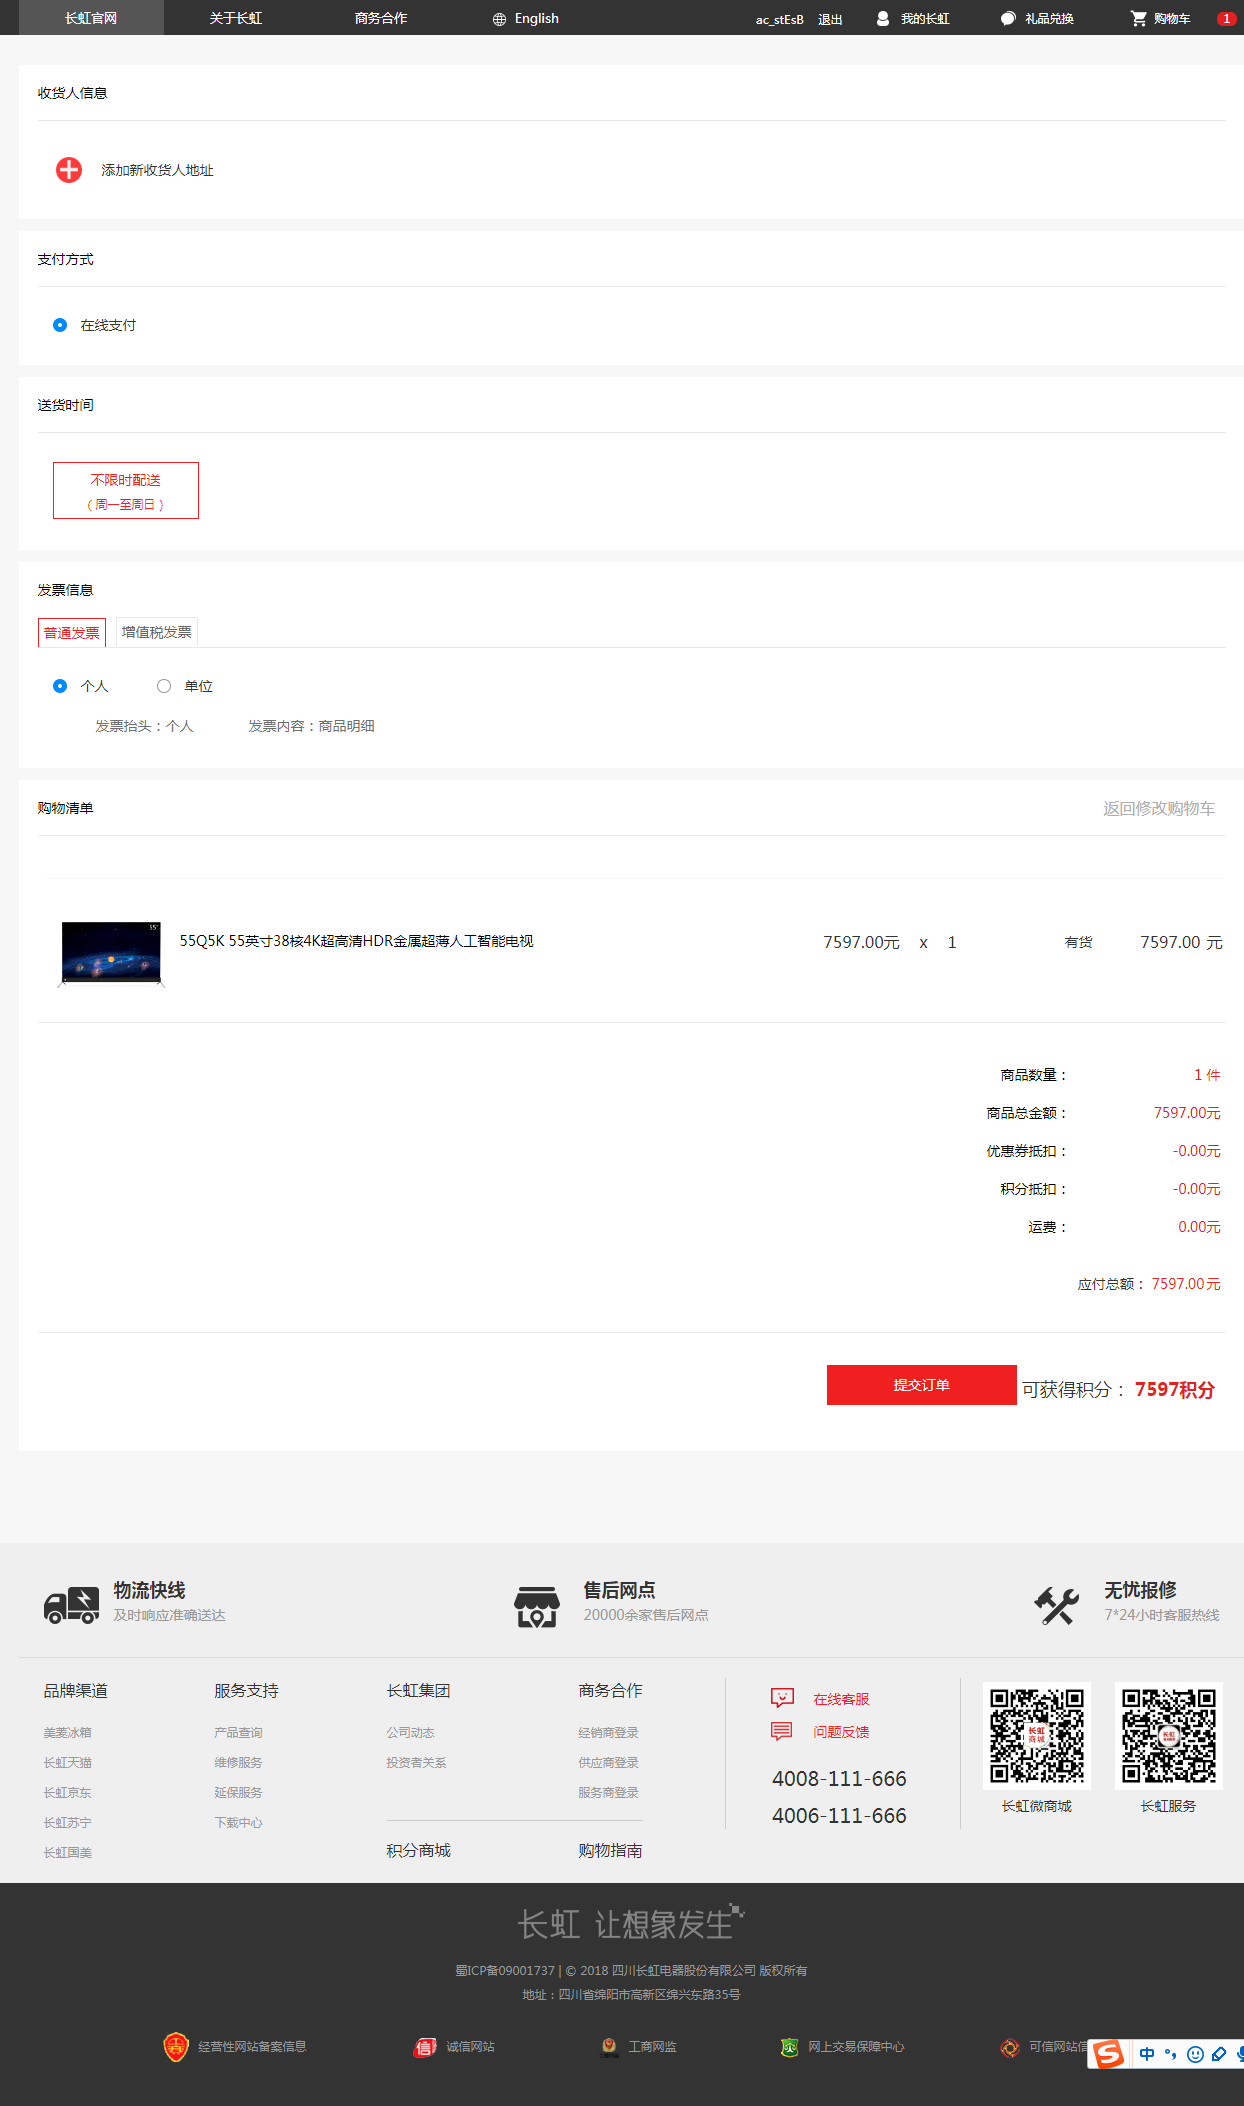 长虹官网 关于长虹 商务合作 English ac_stEsB 退出 我的长虹 礼品兑换 购物车 1
收货人信息
添加新收货人地址
支付方式
在线支付
送货时间
不限时配送
（周一至周日）
发票信息
普通发票 增值税发票
个人 单位
发票抬头：个人 发票内容：商品明细
购物清单 返回修改购物车
55Q5K 55英寸38核4K超高清HDR金属超薄人工智能电视 7597.00元 x 1 有货 7597.00 元
商品数量： 1 件
商品总金额： 7597.00元
优惠券抵扣： -0.00元
积分抵扣： -0.00元
运费： 0.00元
应付总额： 7597.00元
提交订单 可获得积分： 7597积分
物流快线 售后网点 无忧报修
及时响应准确送达 20000余家售后网点 7*24小时客服热线
品牌渠道 服务支持 长虹集团 商务合作
美菱冰箱 产品查询 公司动态 经销商登录
长虹天猫 维修服务 投资者关系 供应商登录
长虹京东 延保服务 服务商登录
长虹苏宁 下载中心
长虹国美 积分商城 购物指南
在线客服
问题反馈
4008-111-666
4006-111-666
长虹
商城
长虹
长虹微商城 长虹服务
长虹 让想象发生
蜀ICP备09001737 | © 2018 四川长虹电器股份有限公司 版权所有
地址：四川省绵阳市高新区绵兴东路35号
经营性网站备案信息 信 诚信网站 工商网监 网上交易保障中心 可信网站信
S 中